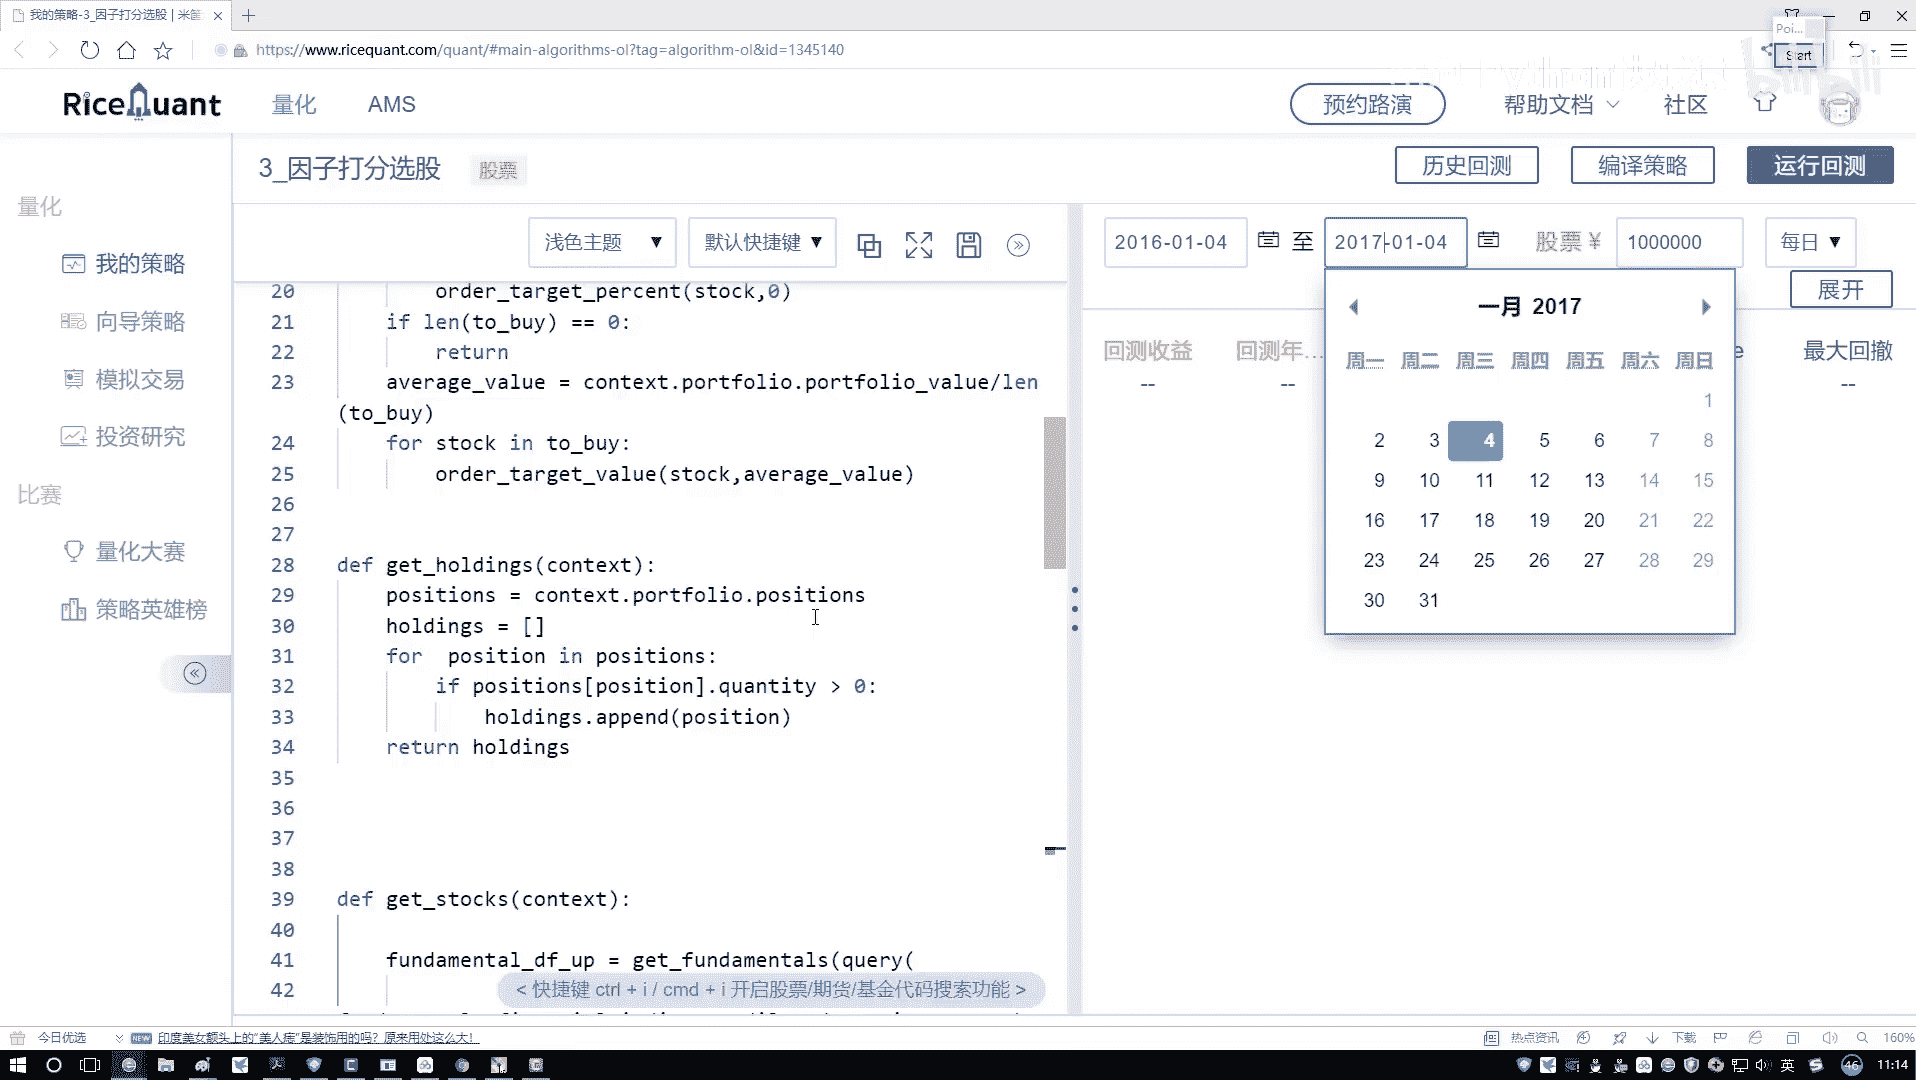 我的策略-3_因子打分选股 | 米筐
Poi...
Start
https://www.ricequant.com/quant/#main-algorithms-ol?tag=algorithm-ol&id=1345140
RiceQuant
量化
AMS
预约路演
帮助文档
社区
3_因子打分选股
股票
历史回测
编译策略
运行回测
量化
我的策略
向导策略
模拟交易
投资研究
比赛
量化大赛
策略英雄榜
浅色主题 ▼
默认快捷键 ▼
2016-01-04
至
2017-01-04
股票 ¥
1000000
每日 ▼
展开
回测收益
回测年...
e
最大回撤
--
--
--
一月 2017
周一 周二 周三 周四 周五 周六 周日
1
2 3 4 5 6 7 8
9 10 11 12 13 14 15
16 17 18 19 20 21 22
23 24 25 26 27 28 29
30 31
20 order_target_percent(stock,0)
21 if len(to_buy) == 0:
22 return
23 average_value = context.portfolio.portfolio_value/len
(to_buy)
24 for stock in to_buy:
25 order_target_value(stock,average_value)
26
27
28 def get_holdings(context):
29 positions = context.portfolio.positions
30 holdings = []
31 for  position in positions:
32 if positions[position].quantity > 0:
33 holdings.append(position)
34 return holdings
35
36
37
38
39 def get_stocks(context):
40
41 fundamental_df_up = get_fundamentals(query(
42
< 快捷键 ctrl + i / cmd + i 开启股票/期货/基金代码搜索功能 >
今日优选
NEW
印度美女额头上的“美人痣”是装饰用的吗？原来用处这么大！
热点资讯
下载
160%
英
46
11:14